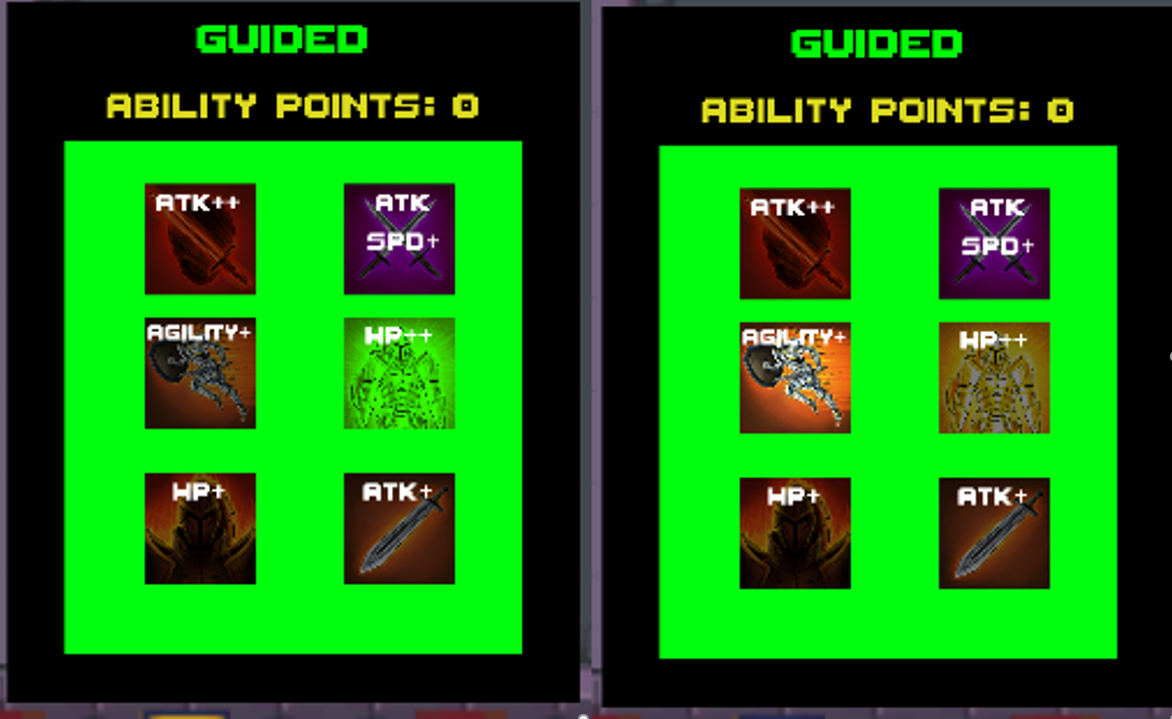 GUIDED
ABILITY POINTS: 0
ATK++
ATK
SPD+
AGILITY+
HP++
HP+
ATK+
GUIDED
ABILITY POINTS: 0
ATK++
ATK
SPD+
AGILITY+
HP++
HP+
ATK+